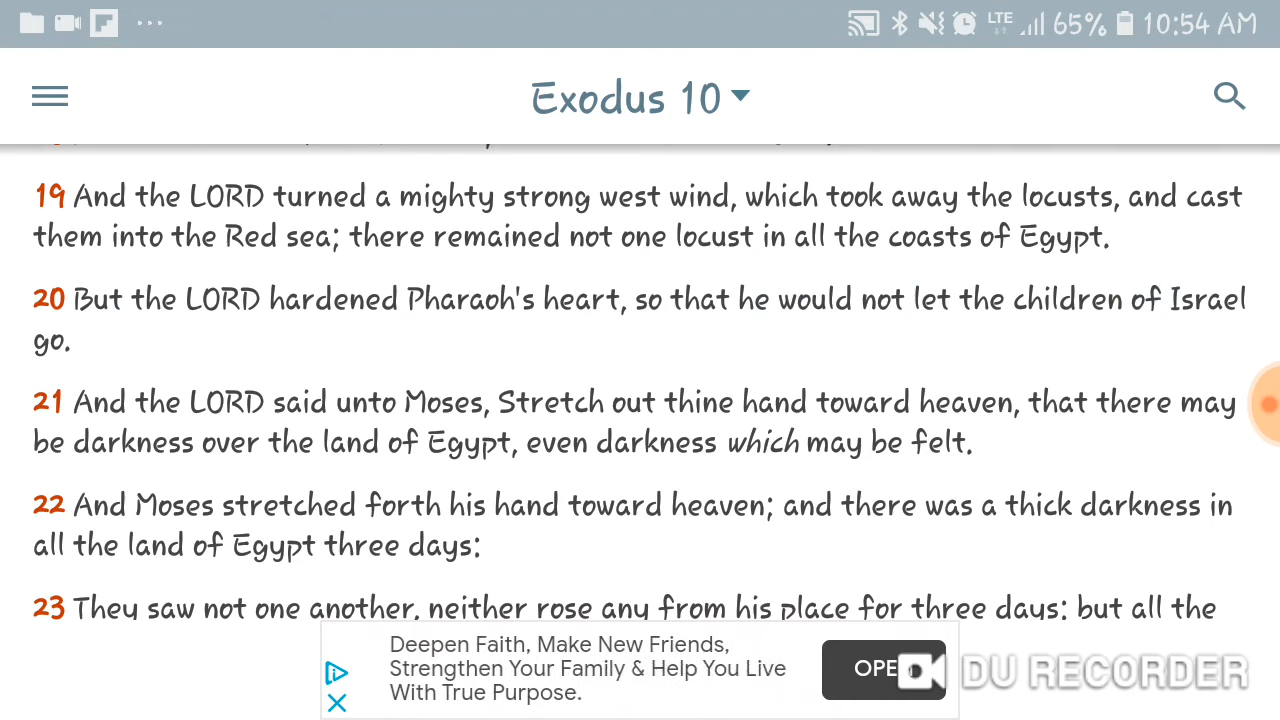 LTE 65% 10:54 AM
Exodus 10
19 And the LORD turned a mighty strong west wind, which took away the locusts, and cast
them into the Red sea; there remained not one locust in all the coasts of Egypt.
20 But the LORD hardened Pharaoh's heart, so that he would not let the children of Israel
go.
21 And the LORD said unto Moses, Stretch out thine hand toward heaven, that there may
be darkness over the land of Egypt, even darkness which may be felt.
22 And Moses stretched forth his hand toward heaven; and there was a thick darkness in
all the land of Egypt three days:
23 They saw not one another, neither rose any from his place for three days: but all the
Deepen Faith, Make New Friends,
Strengthen Your Family & Help You Live
With True Purpose.
OPE
DU RECORDER